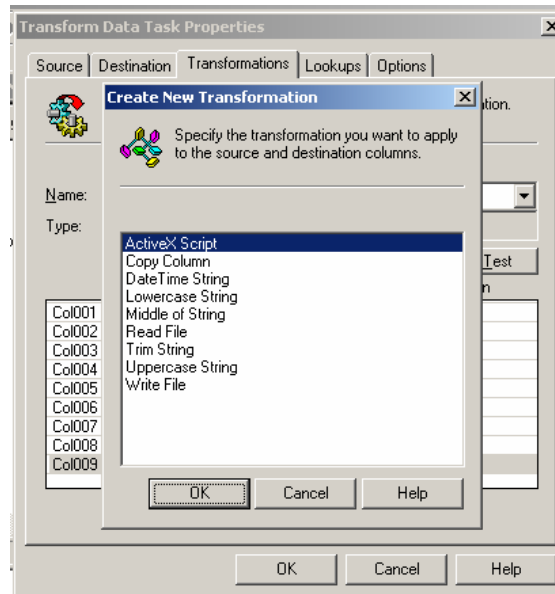 Transform Data Task Properties
Source Destination Transformations Lookups Options
Create New Transformation
Specify the transformation you want to apply
to the source and destination columns.
Name:
Type:
ActiveX Script
Copy Column
DateTime String
Lowercase String
Middle of String
Read File
Trim String
Uppercase String
Write File
Test
Col001
Col002
Col003
Col004
Col005
Col006
Col007
Col008
Col009
OK Cancel Help
OK Cancel Help